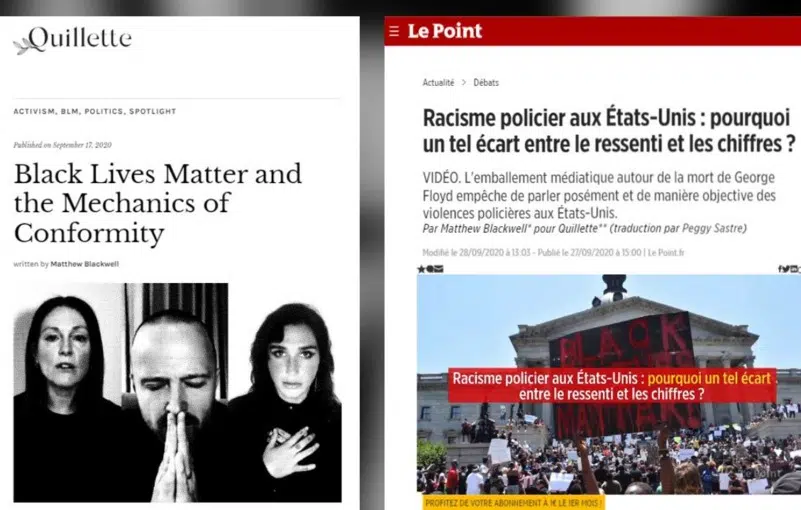 Quillette
ACTIVISM, BLM, POLITICS, SPOTLIGHT
Published on September 17, 2020
Black Lives Matter and
the Mechanics of
Conformity
written by Matthew Blackwell
Le Point
Actualité > Débats
Racisme policier aux États-Unis : pourquoi
un tel écart entre le ressenti et les chiffres ?
VIDÉO. L'emballement médiatique autour de la mort de George
Floyd empêche de parler posément et de manière objective des
violences policières aux États-Unis.
Par Matthew Blackwell* pour Quillette** (traduction par Peggy Sastre)
Modifié le 28/09/2020 à 13:03 - Publié le 27/09/2020 à 15:00 | Le Point.fr
BLACK
MATTER
Racisme policier aux États-Unis : pourquoi un tel écart
entre le ressenti et les chiffres ?
PROFITEZ DE VOTRE ABONNEMENT À 1€ LE 1ER MOIS !